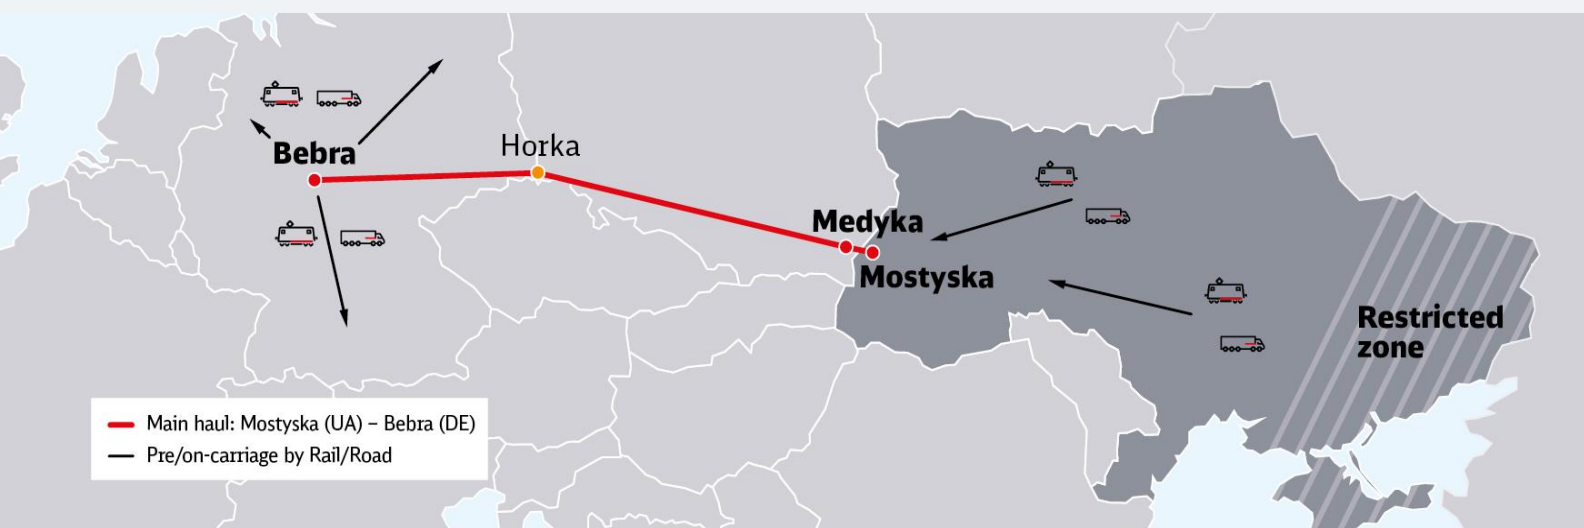 Bebra
Horka
Medyka
Mostyska
Restricted
zone
Main haul: Mostyska (UA) – Bebra (DE)
Pre/on-carriage by Rail/Road